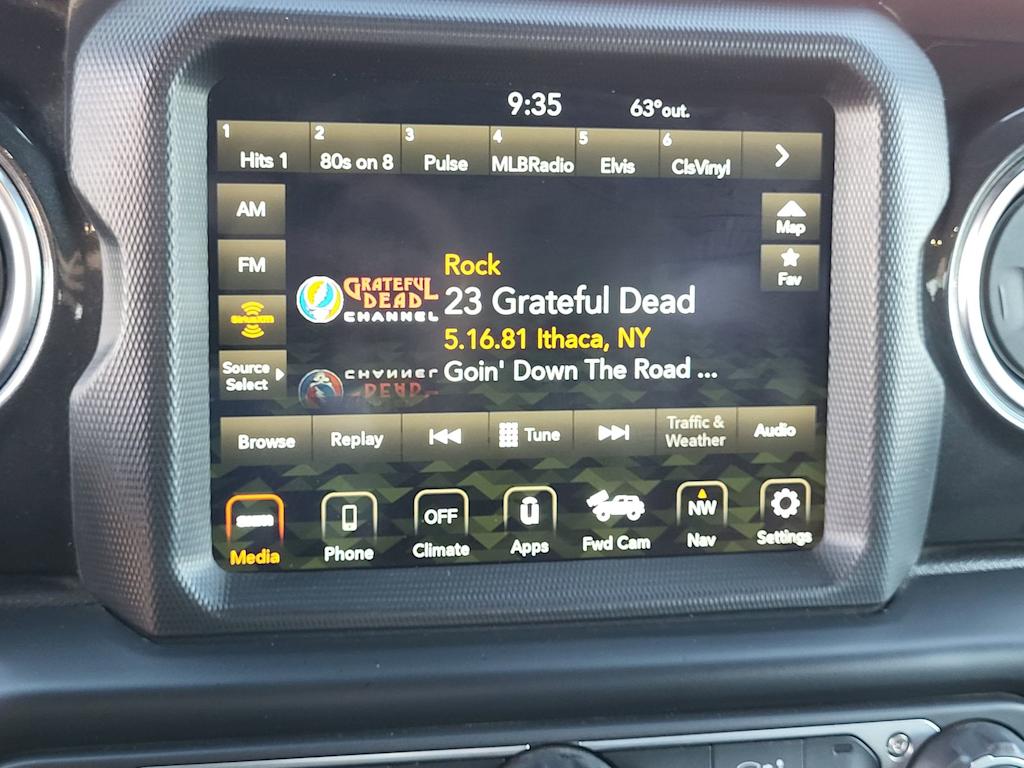 9:35 63°out.
1 2 3 4 5 6
Hits 1 80s on 8 Pulse MLBRadio Elvis ClsVinyl
AM
Map
FM
Fav
Rock
GRATEFUL
DEAD
CHANNEL
23 Grateful Dead
5.16.81 Ithaca, NY
Goin' Down The Road ...
Source
Select
Browse Replay Tune Traffic &
Weather Audio
OFF NW
Media Phone Climate Apps Fwd Cam Nav Settings